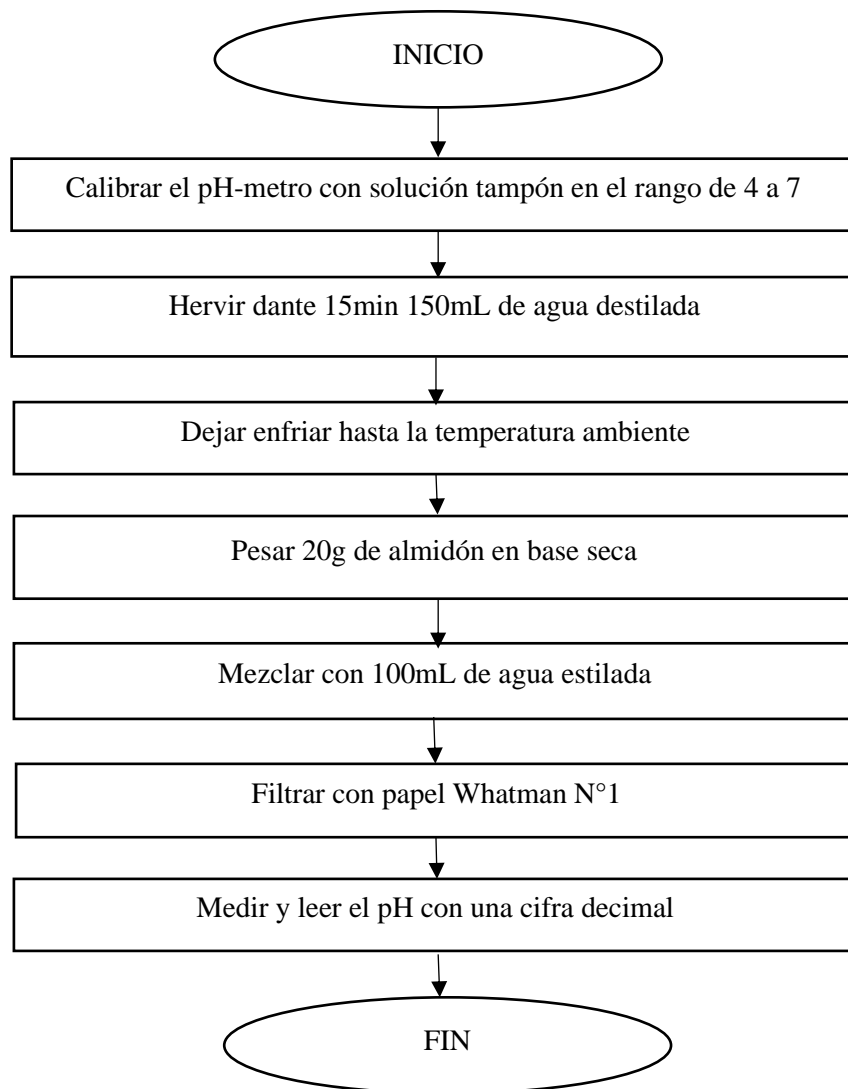 INICIO
Calibrar el pH-metro con solución tampón en el rango de 4 a 7
Hervir dante 15min 150mL de agua destilada
Dejar enfriar hasta la temperatura ambiente
Pesar 20g de almidón en base seca
Mezclar con 100mL de agua estilada
Filtrar con papel Whatman N°1
Medir y leer el pH con una cifra decimal
FIN